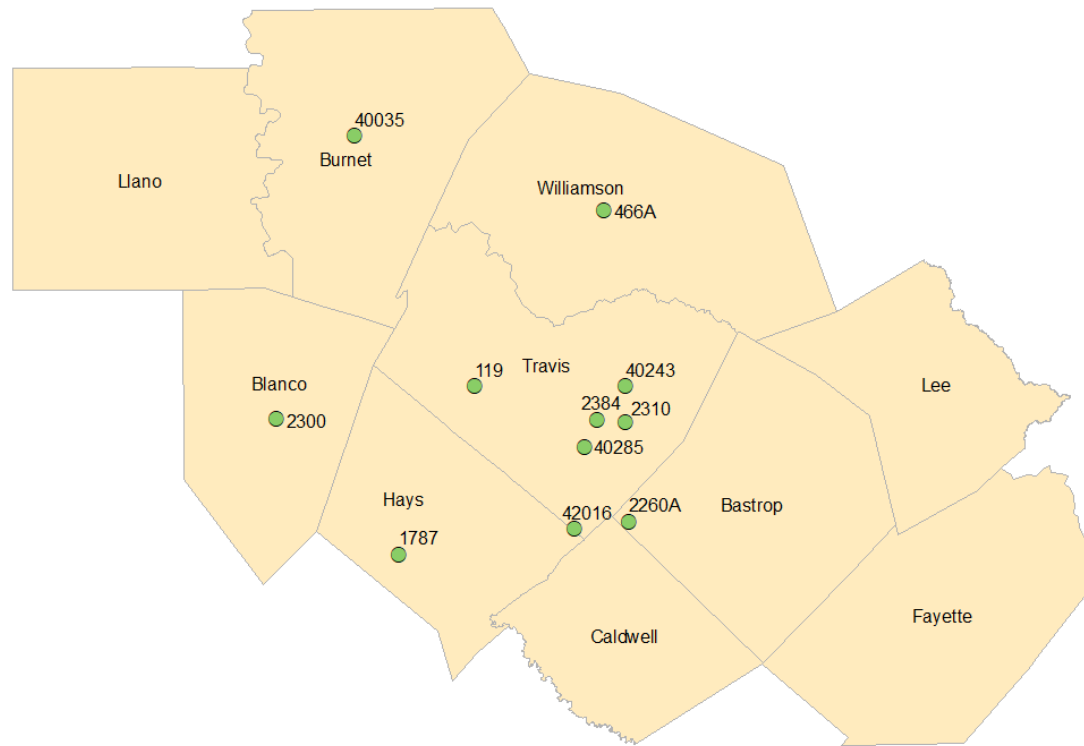 40035
Burnet
Llano
Williamson
466A
119
Travis
40243
2384
2310
40285
Blanco
2300
Lee
Hays
1787
42016
2260A
Bastrop
Caldwell
Fayette